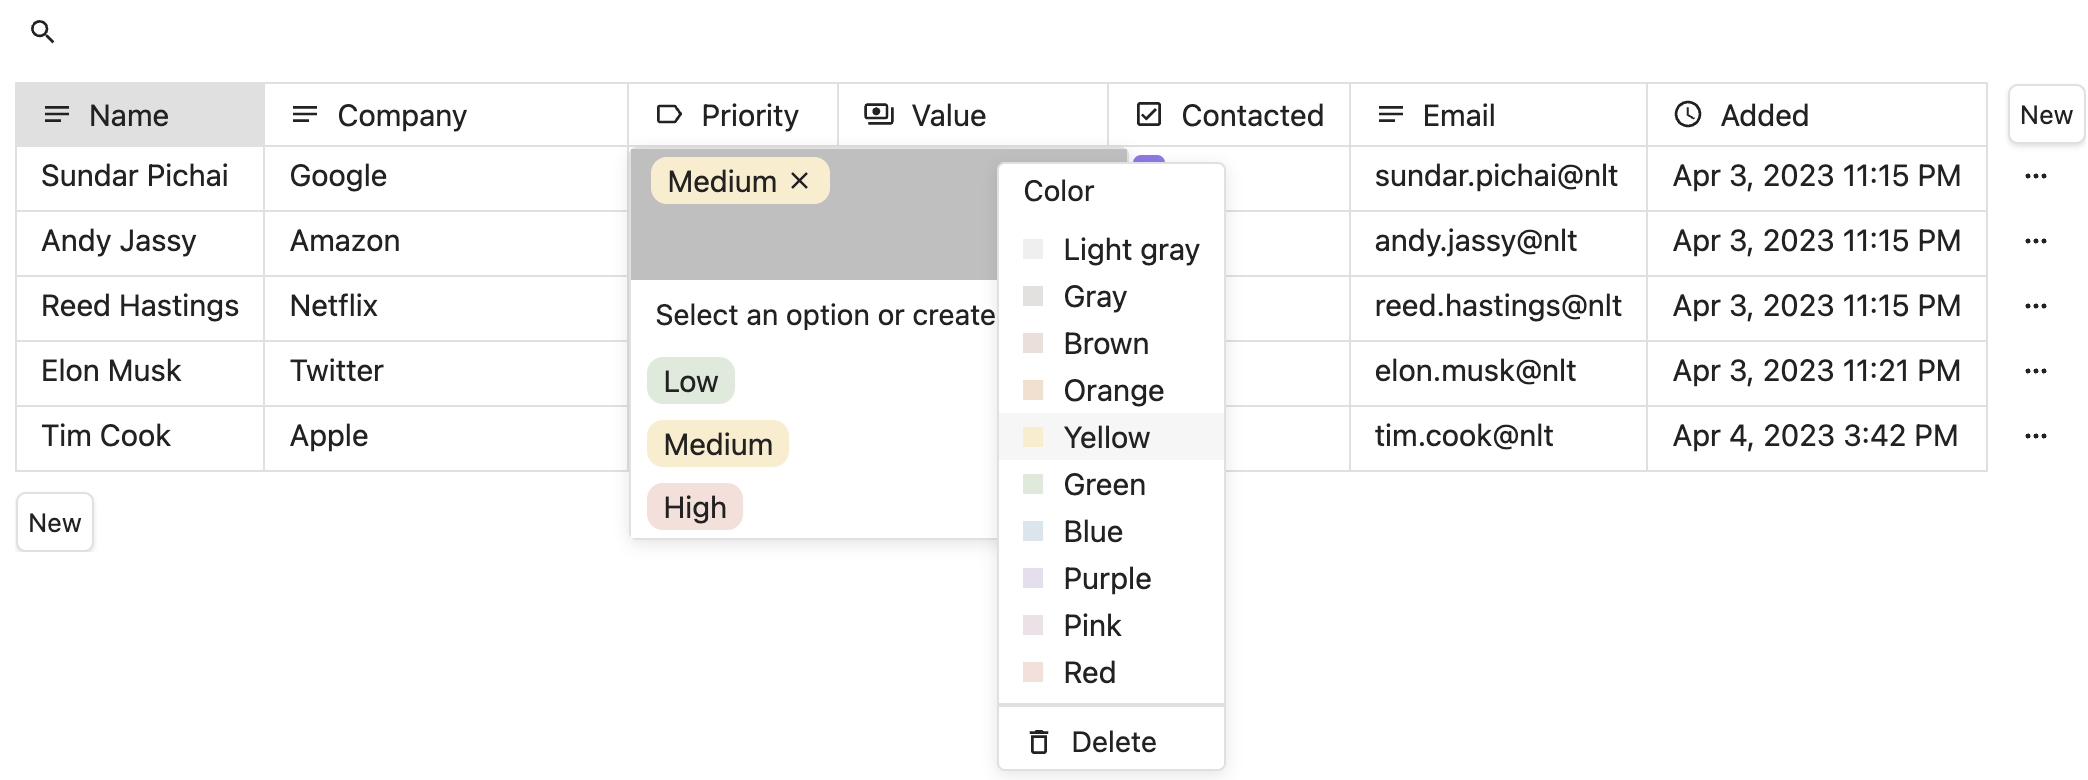 Name Company Priority Value Contacted Email Added New
Sundar Pichai Google Medium × sundar.pichai@nlt Apr 3, 2023 11:15 PM ···
Color
Andy Jassy Amazon Light gray andy.jassy@nlt Apr 3, 2023 11:15 PM ···
Gray
Reed Hastings Netflix Select an option or create reed.hastings@nlt Apr 3, 2023 11:15 PM ···
Brown
Elon Musk Twitter Low Orange elon.musk@nlt Apr 3, 2023 11:21 PM ···
Tim Cook Apple Medium Yellow tim.cook@nlt Apr 4, 2023 3:42 PM ···
Green
High
New
Blue
Purple
Pink
Red
Delete